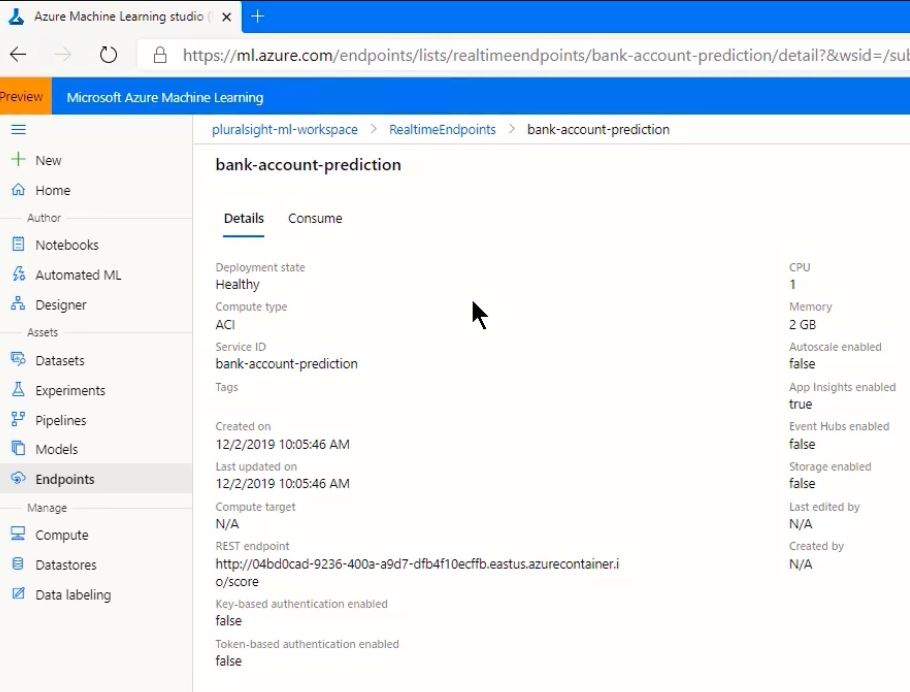 Azure Machine Learning studio (
https://ml.azure.com/endpoints/lists/realtimeendpoints/bank-account-prediction/detail?&wsid=/sub
Preview
Microsoft Azure Machine Learning
pluralsight-ml-workspace > RealtimeEndpoints > bank-account-prediction
New
Home
Author
Notebooks
Automated ML
Designer
Assets
Datasets
Experiments
Pipelines
Models
Endpoints
Manage
Compute
Datastores
Data labeling
bank-account-prediction
Details Consume
Deployment state
Healthy
Compute type
ACI
Service ID
bank-account-prediction
Tags
Created on
12/2/2019 10:05:46 AM
Last updated on
12/2/2019 10:05:46 AM
Compute target
N/A
REST endpoint
http://04bd0cad-9236-400a-a9d7-dfb4f10ecffb.eastus.azurecontainer.i
o/score
Key-based authentication enabled
false
Token-based authentication enabled
false
CPU
1
Memory
2 GB
Autoscale enabled
false
App Insights enabled
true
Event Hubs enabled
false
Storage enabled
false
Last edited by
N/A
Created by
N/A